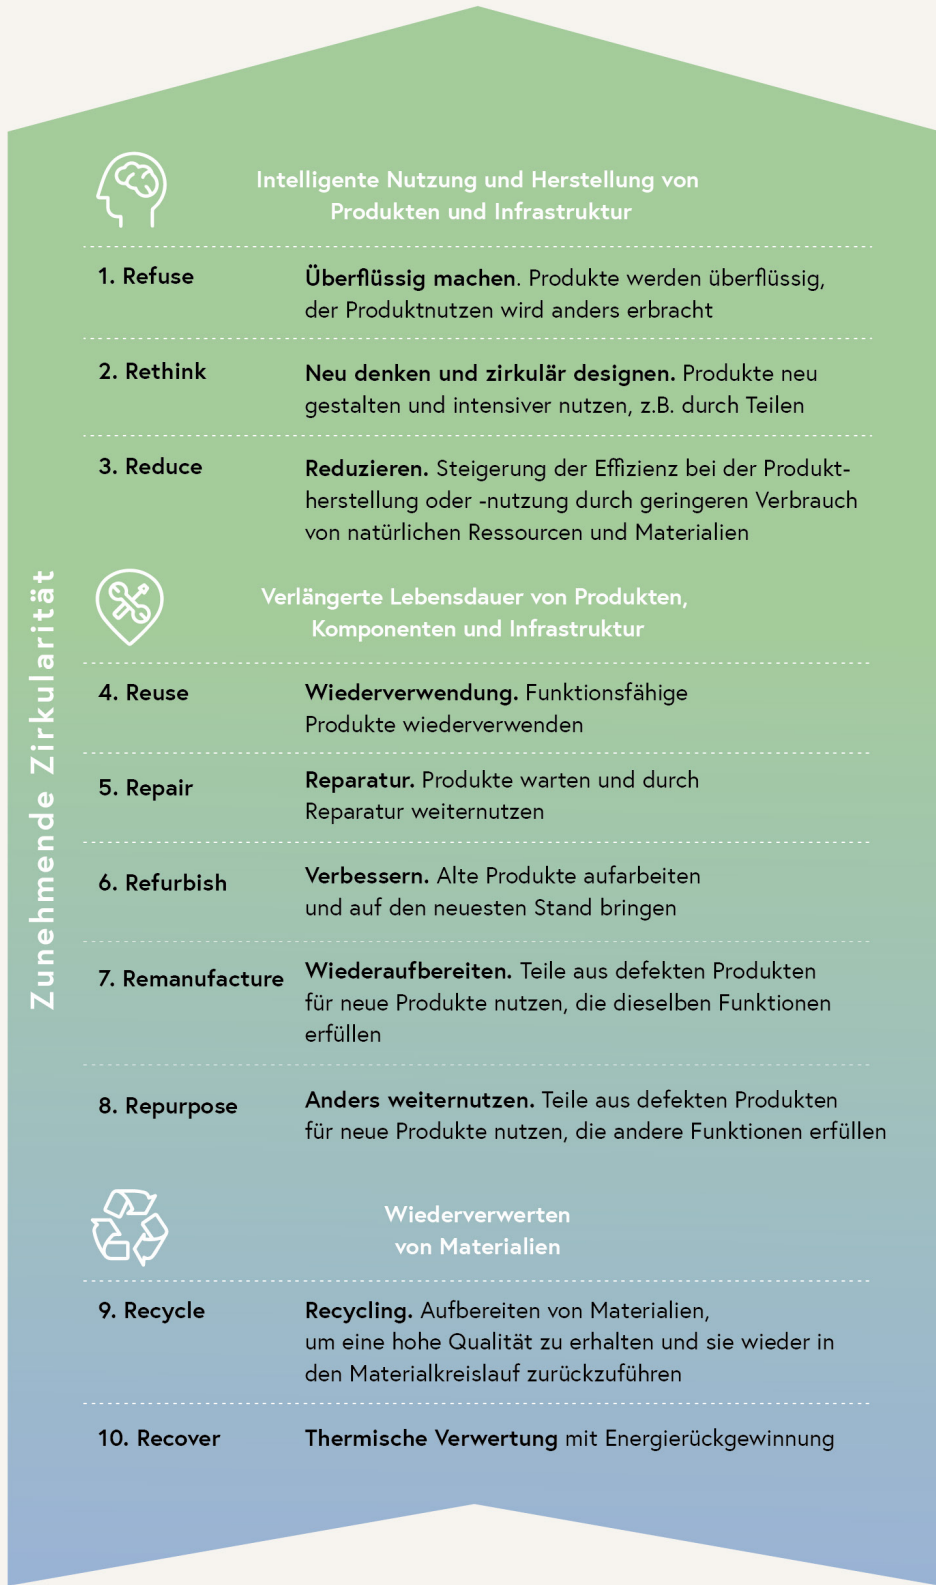 Intelligente Nutzung und Herstellung von
Produkten und Infrastruktur
1. Refuse
Überflüssig machen. Produkte werden überflüssig,
der Produktnutzen wird anders erbracht
2. Rethink
Neu denken und zirkulär designen. Produkte neu
gestalten und intensiver nutzen, z.B. durch Teilen
3. Reduce
Reduzieren. Steigerung der Effizienz bei der Produkt-
herstellung oder -nutzung durch geringeren Verbrauch
von natürlichen Ressourcen und Materialien
Zunehmende Zirkularität
Verlängerte Lebensdauer von Produkten,
Komponenten und Infrastruktur
4. Reuse
Wiederverwendung. Funktionsfähige
Produkte wiederverwenden
5. Repair
Reparatur. Produkte warten und durch
Reparatur weiternutzen
6. Refurbish
Verbessern. Alte Produkte aufarbeiten
und auf den neuesten Stand bringen
7. Remanufacture
Wiederaufbereiten. Teile aus defekten Produkten
für neue Produkte nutzen, die dieselben Funktionen
erfüllen
8. Repurpose
Anders weiternutzen. Teile aus defekten Produkten
für neue Produkte nutzen, die andere Funktionen erfüllen
Wiederverwerten
von Materialien
9. Recycle
Recycling. Aufbereiten von Materialien,
um eine hohe Qualität zu erhalten und sie wieder in
den Materialkreislauf zurückzuführen
10. Recover
Thermische Verwertung mit Energierückgewinnung